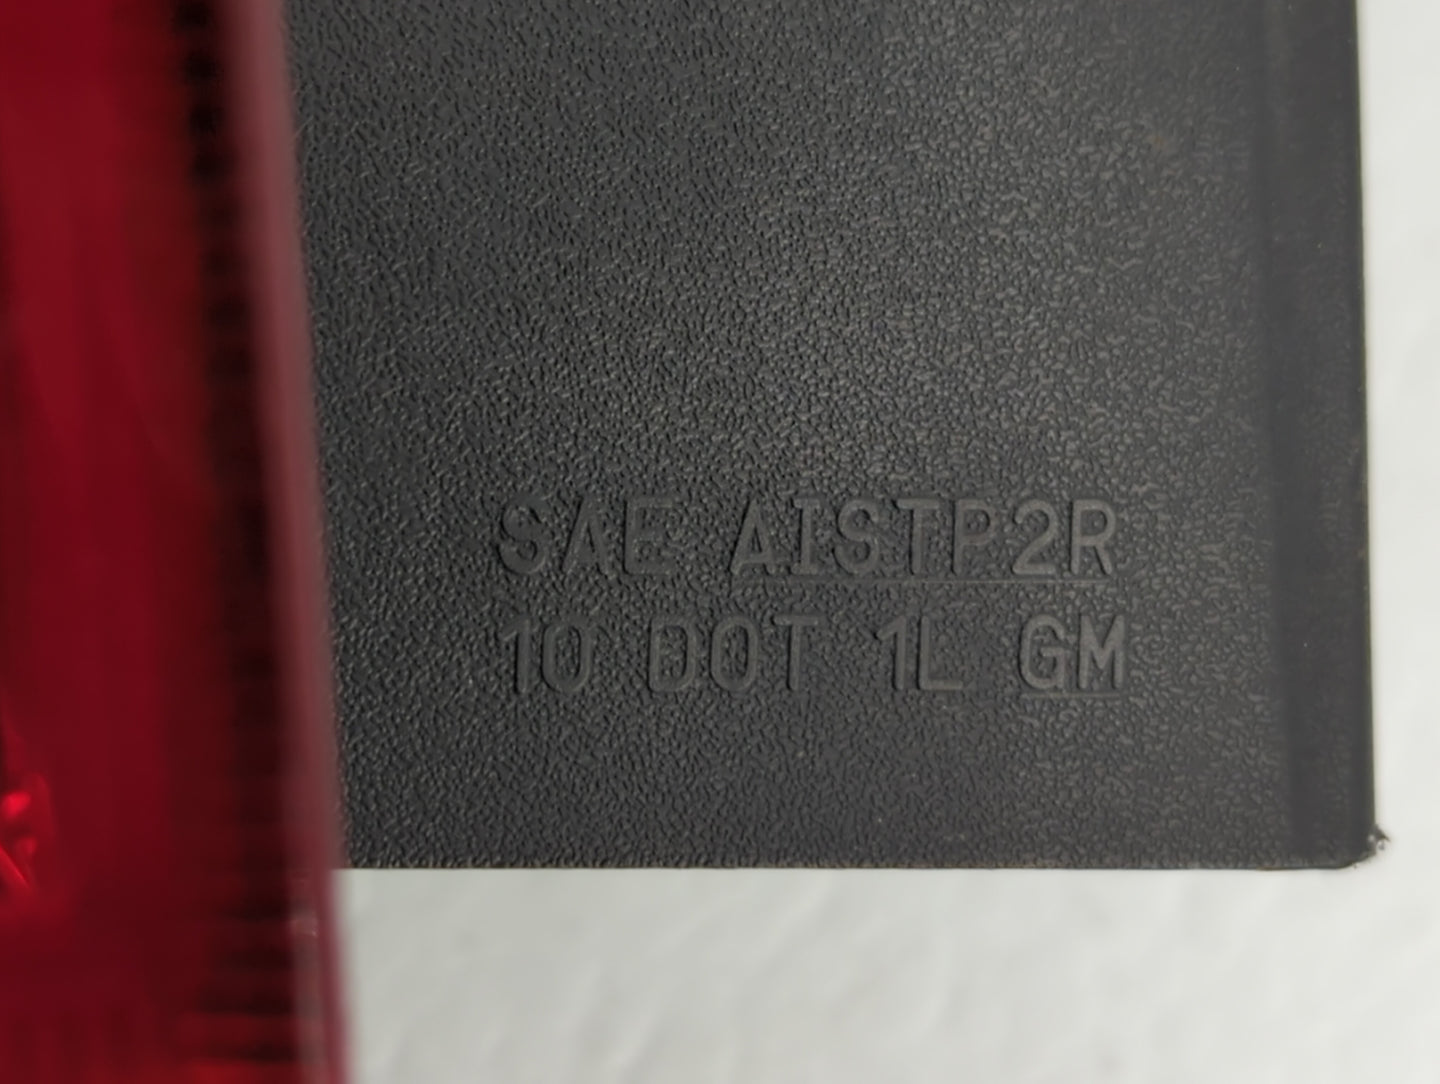 SAE AISTP2R
10 DOT 1L GM